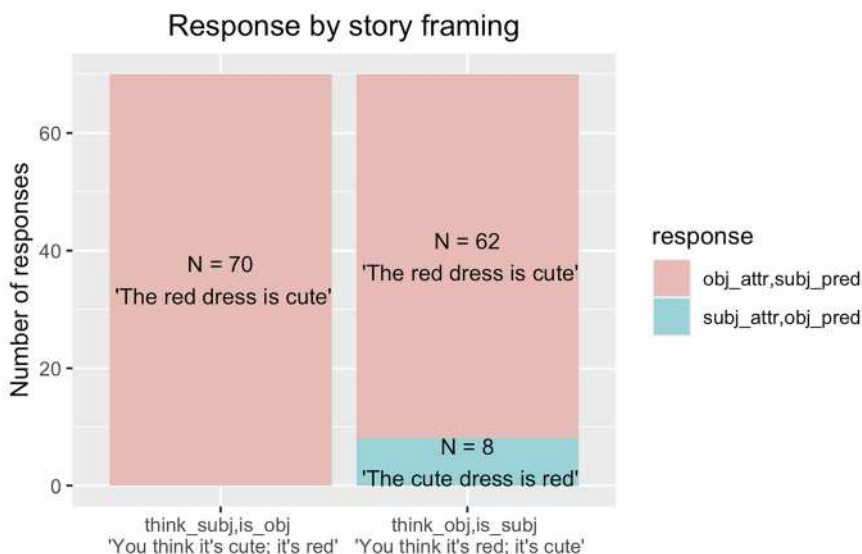 Response by story framing
Number of responses
60
40
20
0
N = 70
'The red dress is cute'
N = 62
'The red dress is cute'
N = 8
'The cute dress is red'
think_subj,is_obj
'You think it's cute; it's red'
think_obj,is_subj
'You think it's red; it's cute'
response
obj_attr,subj_pred
subj_attr,obj_pred